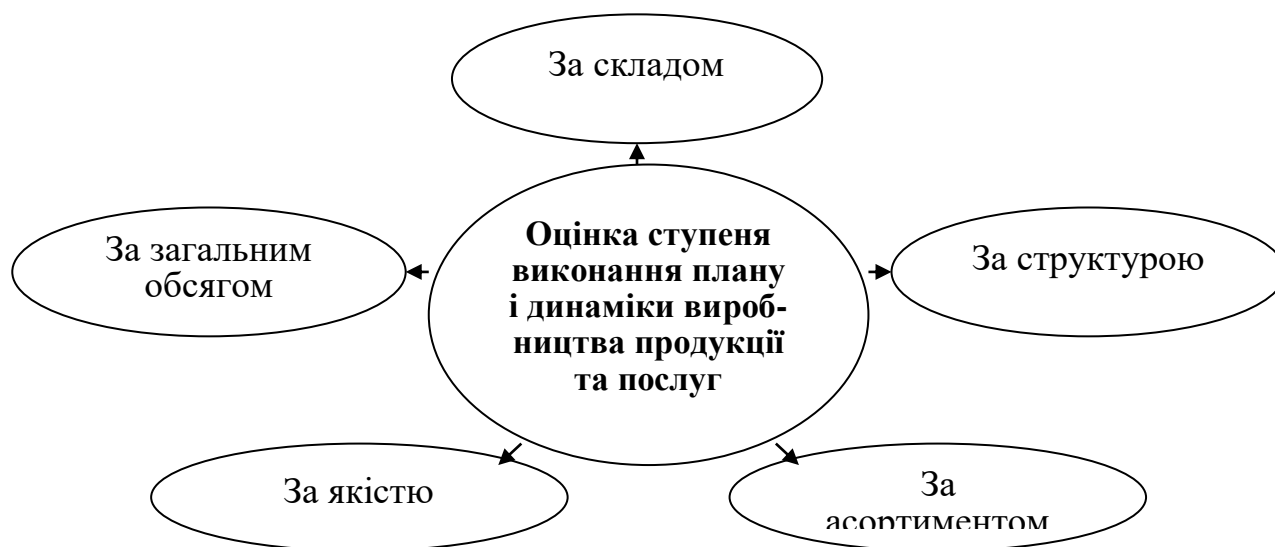 За складом
За загальним
обсягом
Оцінка ступеня
виконання плану
і динаміки вироб-
ництва продукції
та послуг
За структурою
За якістю
За
асортиментом